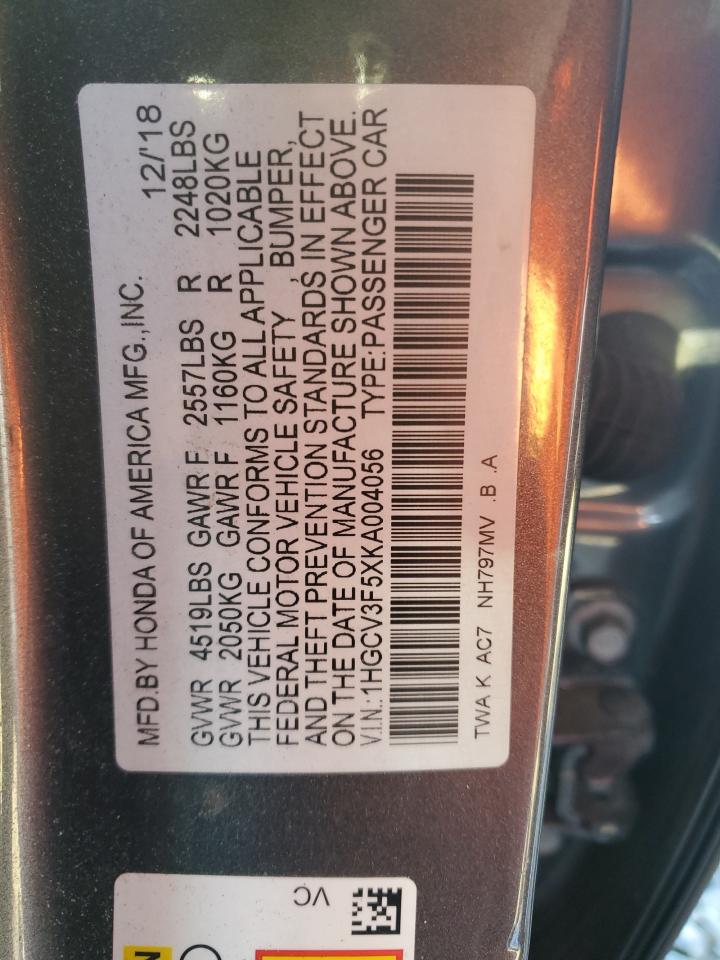 MFD.BY HONDA OF AMERICA MFG.,INC. 12/'18
GVWR 4519LBS GAWR F 2557LBS R 2248LBS
GVWR 2050KG GAWR F 1160KG R 1020KG
THIS VEHICLE CONFORMS TO ALL APPLICABLE
FEDERAL MOTOR VEHICLE SAFETY , BUMPER,
AND THEFT PREVENTION STANDARDS IN EFFECT
ON THE DATE OF MANUFACTURE SHOWN ABOVE.
V.I.N.:1HGCV3F5XKA004056 TYPE:PASSENGER CAR
TWA K AC7 NH797MV .B .A
VC